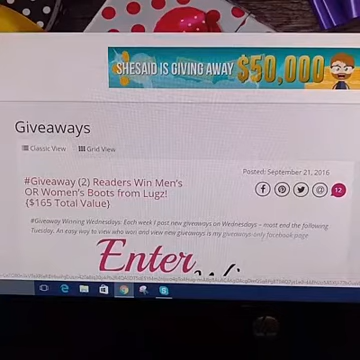 SHESAID IS GIVING AWAY $50,000
Giveaways
Classic View Grid View
Posted: September 21, 2016
#Giveaway (2) Readers Win Men's
OR Women's Boots from Lugz!
{$165 Total Value}
12
#Giveaway Winning Wednesdays: Each week I post new giveaways on Wednesdays – most end the following
Tuesday. An easy way to view who won and view new giveaways is my giveaways only facebook page
Enter